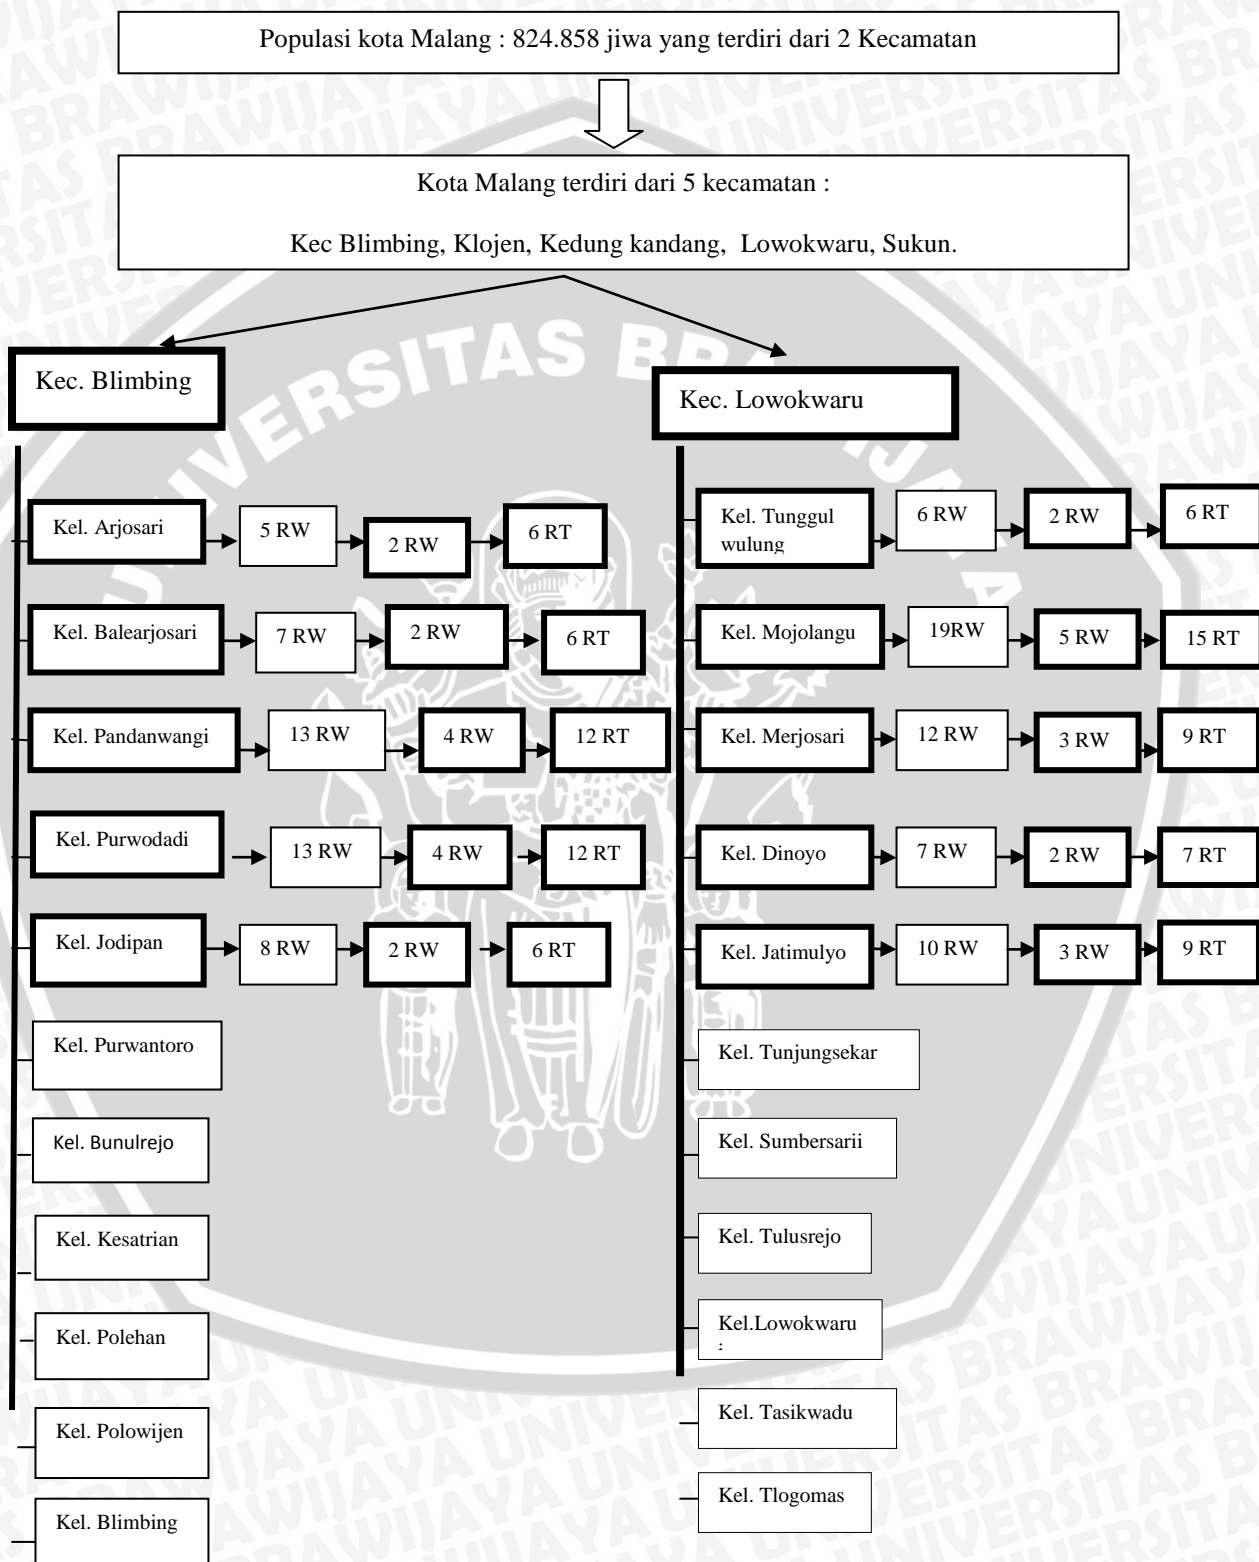 Populasi kota Malang : 824.858 jiwa yang terdiri dari 2 Kecamatan
Kota Malang terdiri dari 5 kecamatan :
Kec Blimbing, Klojen, Kedung kandang, Lowokwaru, Sukun.
Kec. Blimbing
Kel. Arjosari
5 RW
2 RW
6 RT
Kel. Balearjosari
7 RW
2 RW
6 RT
Kel. Pandanwangi
13 RW
4 RW
12 RT
Kel. Purwodadi
13 RW
4 RW
12 RT
Kel. Jodipan
8 RW
2 RW
6 RT
Kel. Purwantoro
Kel. Bunulrejo
Kel. Kesatrian
Kel. Polehan
Kel. Polowijen
Kel. Blimbing
Kec. Lowokwaru
Kel. Tunggul
wulung
6 RW
2 RW
6 RT
Kel. Mojolangu
19RW
5 RW
15 RT
Kel. Merjosari
12 RW
3 RW
9 RT
Kel. Dinoyo
7 RW
2 RW
7 RT
Kel. Jatimulyo
10 RW
3 RW
9 RT
Kel. Tunjungsekar
Kel. Sumbersarii
Kel. Tulusrejo
Kel.Lowokwaru
:
Kel. Tasikwadu
Kel. Tlogomas
UNIVERSITAS BRAWIJAYA